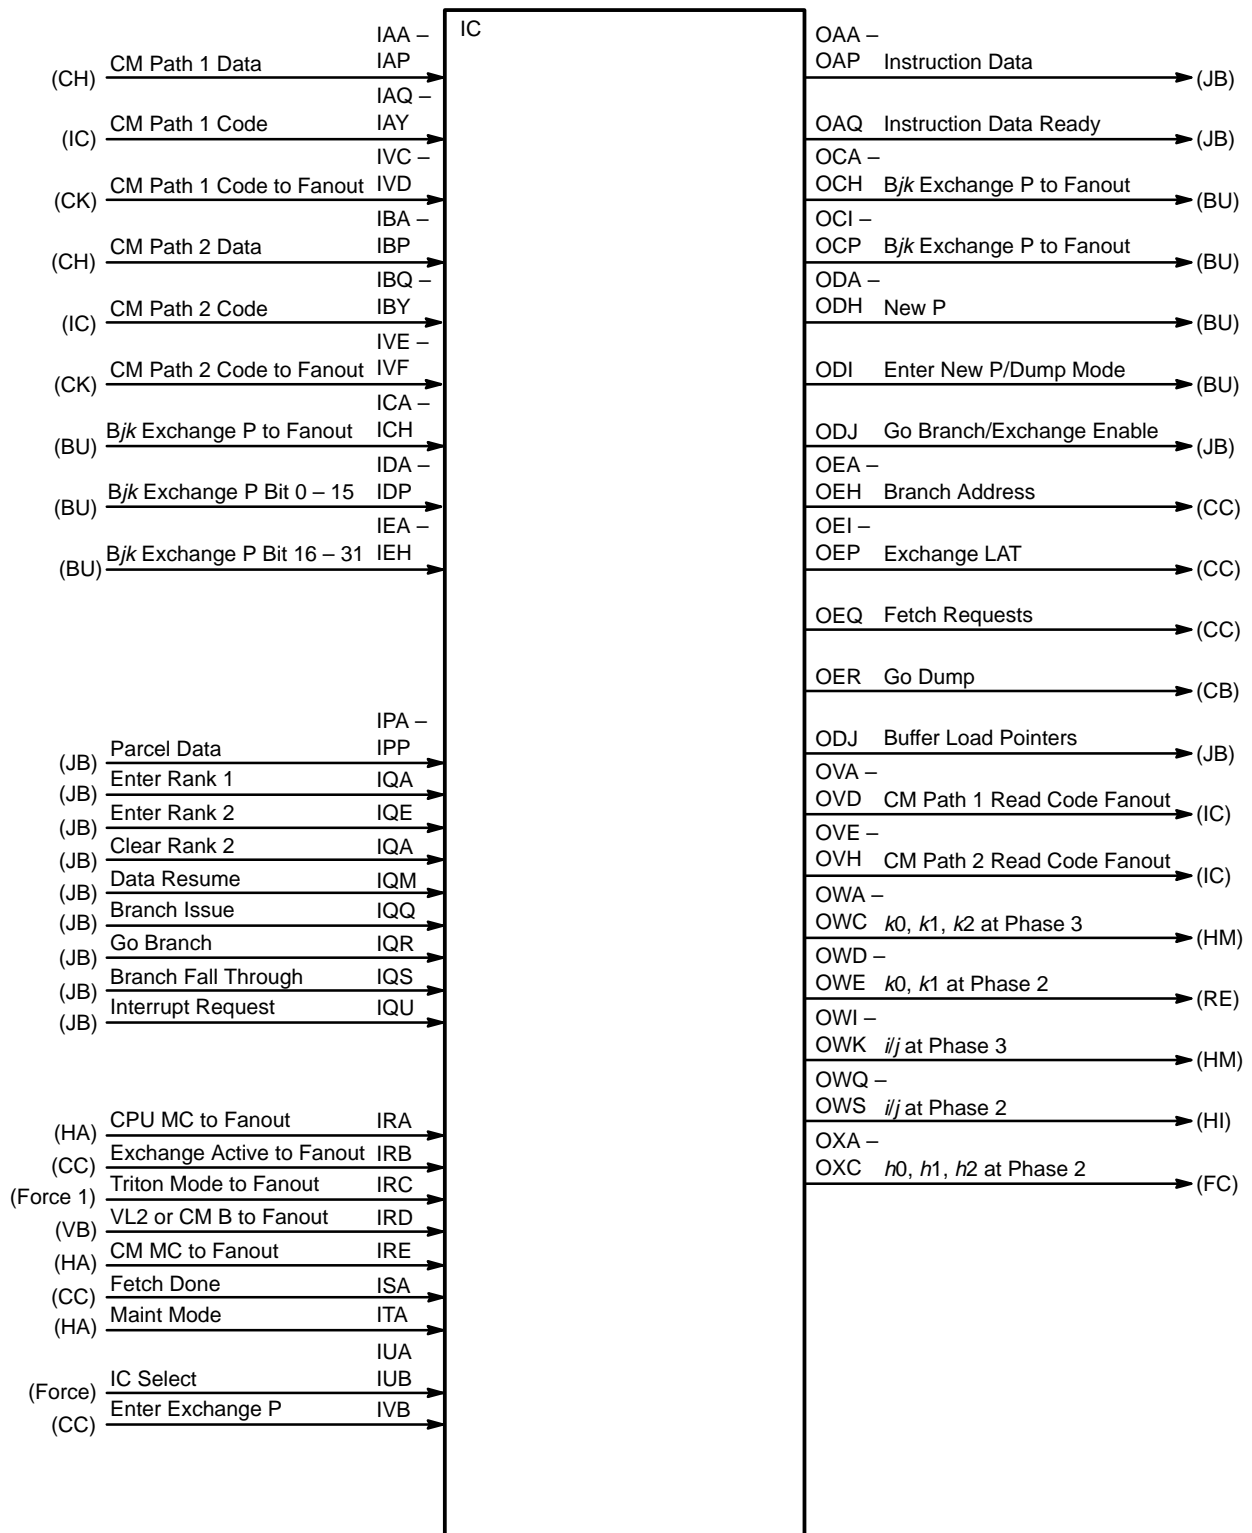 IC
IAA –
(CH) CM Path 1 Data IAP
IAQ –
(IC) CM Path 1 Code IAY
IVC –
(CK) CM Path 1 Code to Fanout IVD
IBA –
(CH) CM Path 2 Data IBP
IBQ –
(IC) CM Path 2 Code IBY
IVE –
(CK) CM Path 2 Code to Fanout IVF
ICA –
(BU) Bjk Exchange P to Fanout ICH
IDA –
(BU) Bjk Exchange P Bit 0 – 15 IDP
IEA –
(BU) Bjk Exchange P Bit 16 – 31 IEH
IPA –
(JB) Parcel Data IPP
(JB) Enter Rank 1 IQA
(JB) Enter Rank 2 IQE
(JB) Clear Rank 2 IQA
(JB) Data Resume IQM
(JB) Branch Issue IQQ
(JB) Go Branch IQR
(JB) Branch Fall Through IQS
(JB) Interrupt Request IQU
(HA) CPU MC to Fanout IRA
(CC) Exchange Active to Fanout IRB
(Force 1) Triton Mode to Fanout IRC
(VB) VL2 or CM B to Fanout IRD
(HA) CM MC to Fanout IRE
(CC) Fetch Done ISA
(HA) Maint Mode ITA
IUA
(Force) IC Select IUB
(CC) Enter Exchange P IVB
OAA –
OAP Instruction Data (JB)
OAQ Instruction Data Ready (JB)
OCA –
OCH Bjk Exchange P to Fanout (BU)
OCI –
OCP Bjk Exchange P to Fanout (BU)
ODA –
ODH New P (BU)
ODI Enter New P/Dump Mode (BU)
ODJ Go Branch/Exchange Enable (JB)
OEA –
OEH Branch Address (CC)
OEI –
OEP Exchange LAT (CC)
OEQ Fetch Requests (CC)
OER Go Dump (CB)
ODJ Buffer Load Pointers (JB)
OVA –
OVD CM Path 1 Read Code Fanout (IC)
OVE –
OVH CM Path 2 Read Code Fanout (IC)
OWA –
OWC k0, k1, k2 at Phase 3 (HM)
OWD –
OWE k0, k1 at Phase 2 (RE)
OWI –
OWK i/j at Phase 3 (HM)
OWQ –
OWS i/j at Phase 2 (HI)
OXA –
OXC h0, h1, h2 at Phase 2 (FC)